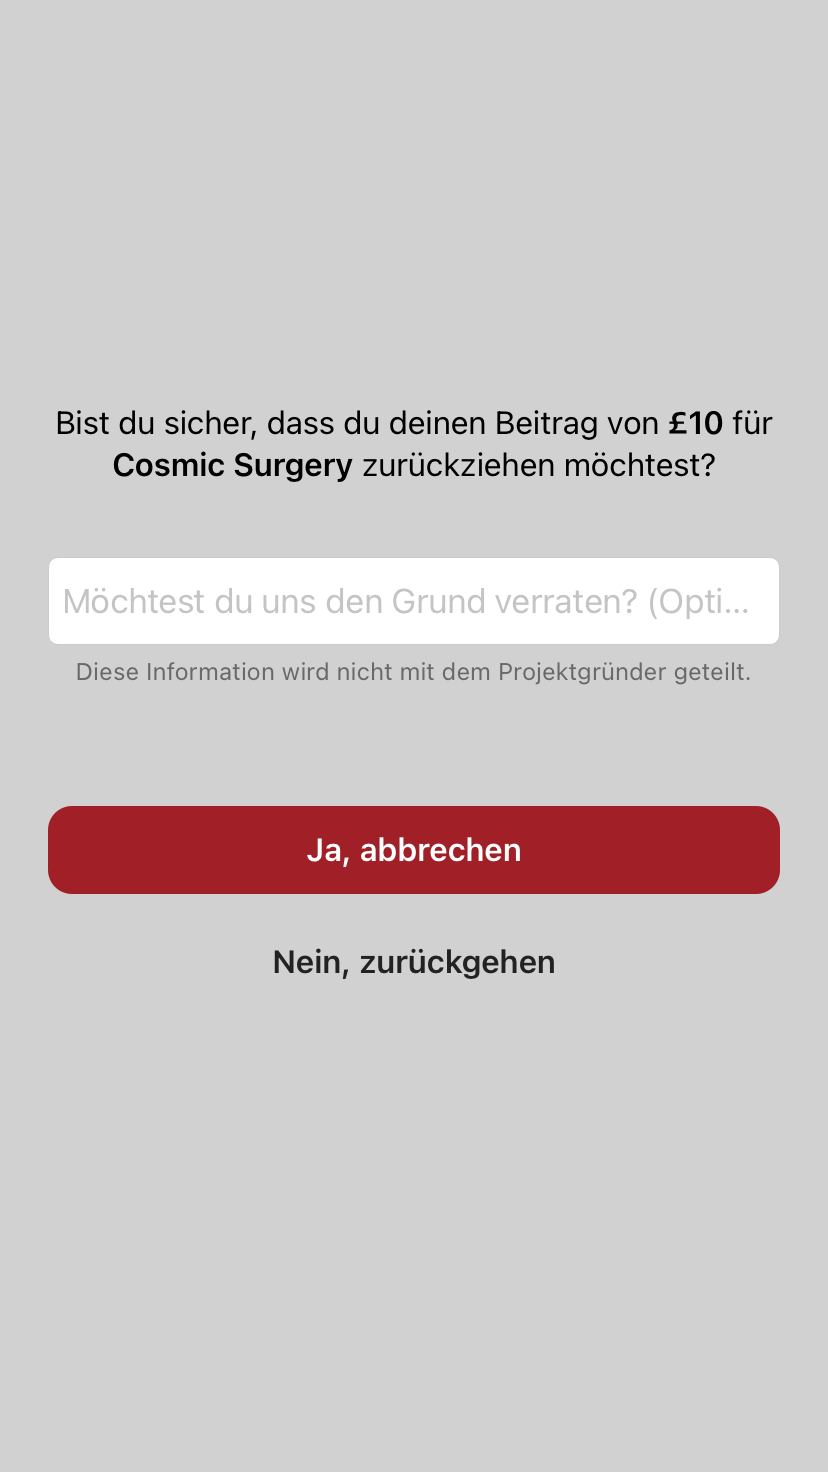 Bist du sicher, dass du deinen Beitrag von £10 für
Cosmic Surgery zurückziehen möchtest?
Möchtest du uns den Grund verraten? (Opti...
Diese Information wird nicht mit dem Projektgründer geteilt.
Ja, abbrechen
Nein, zurückgehen